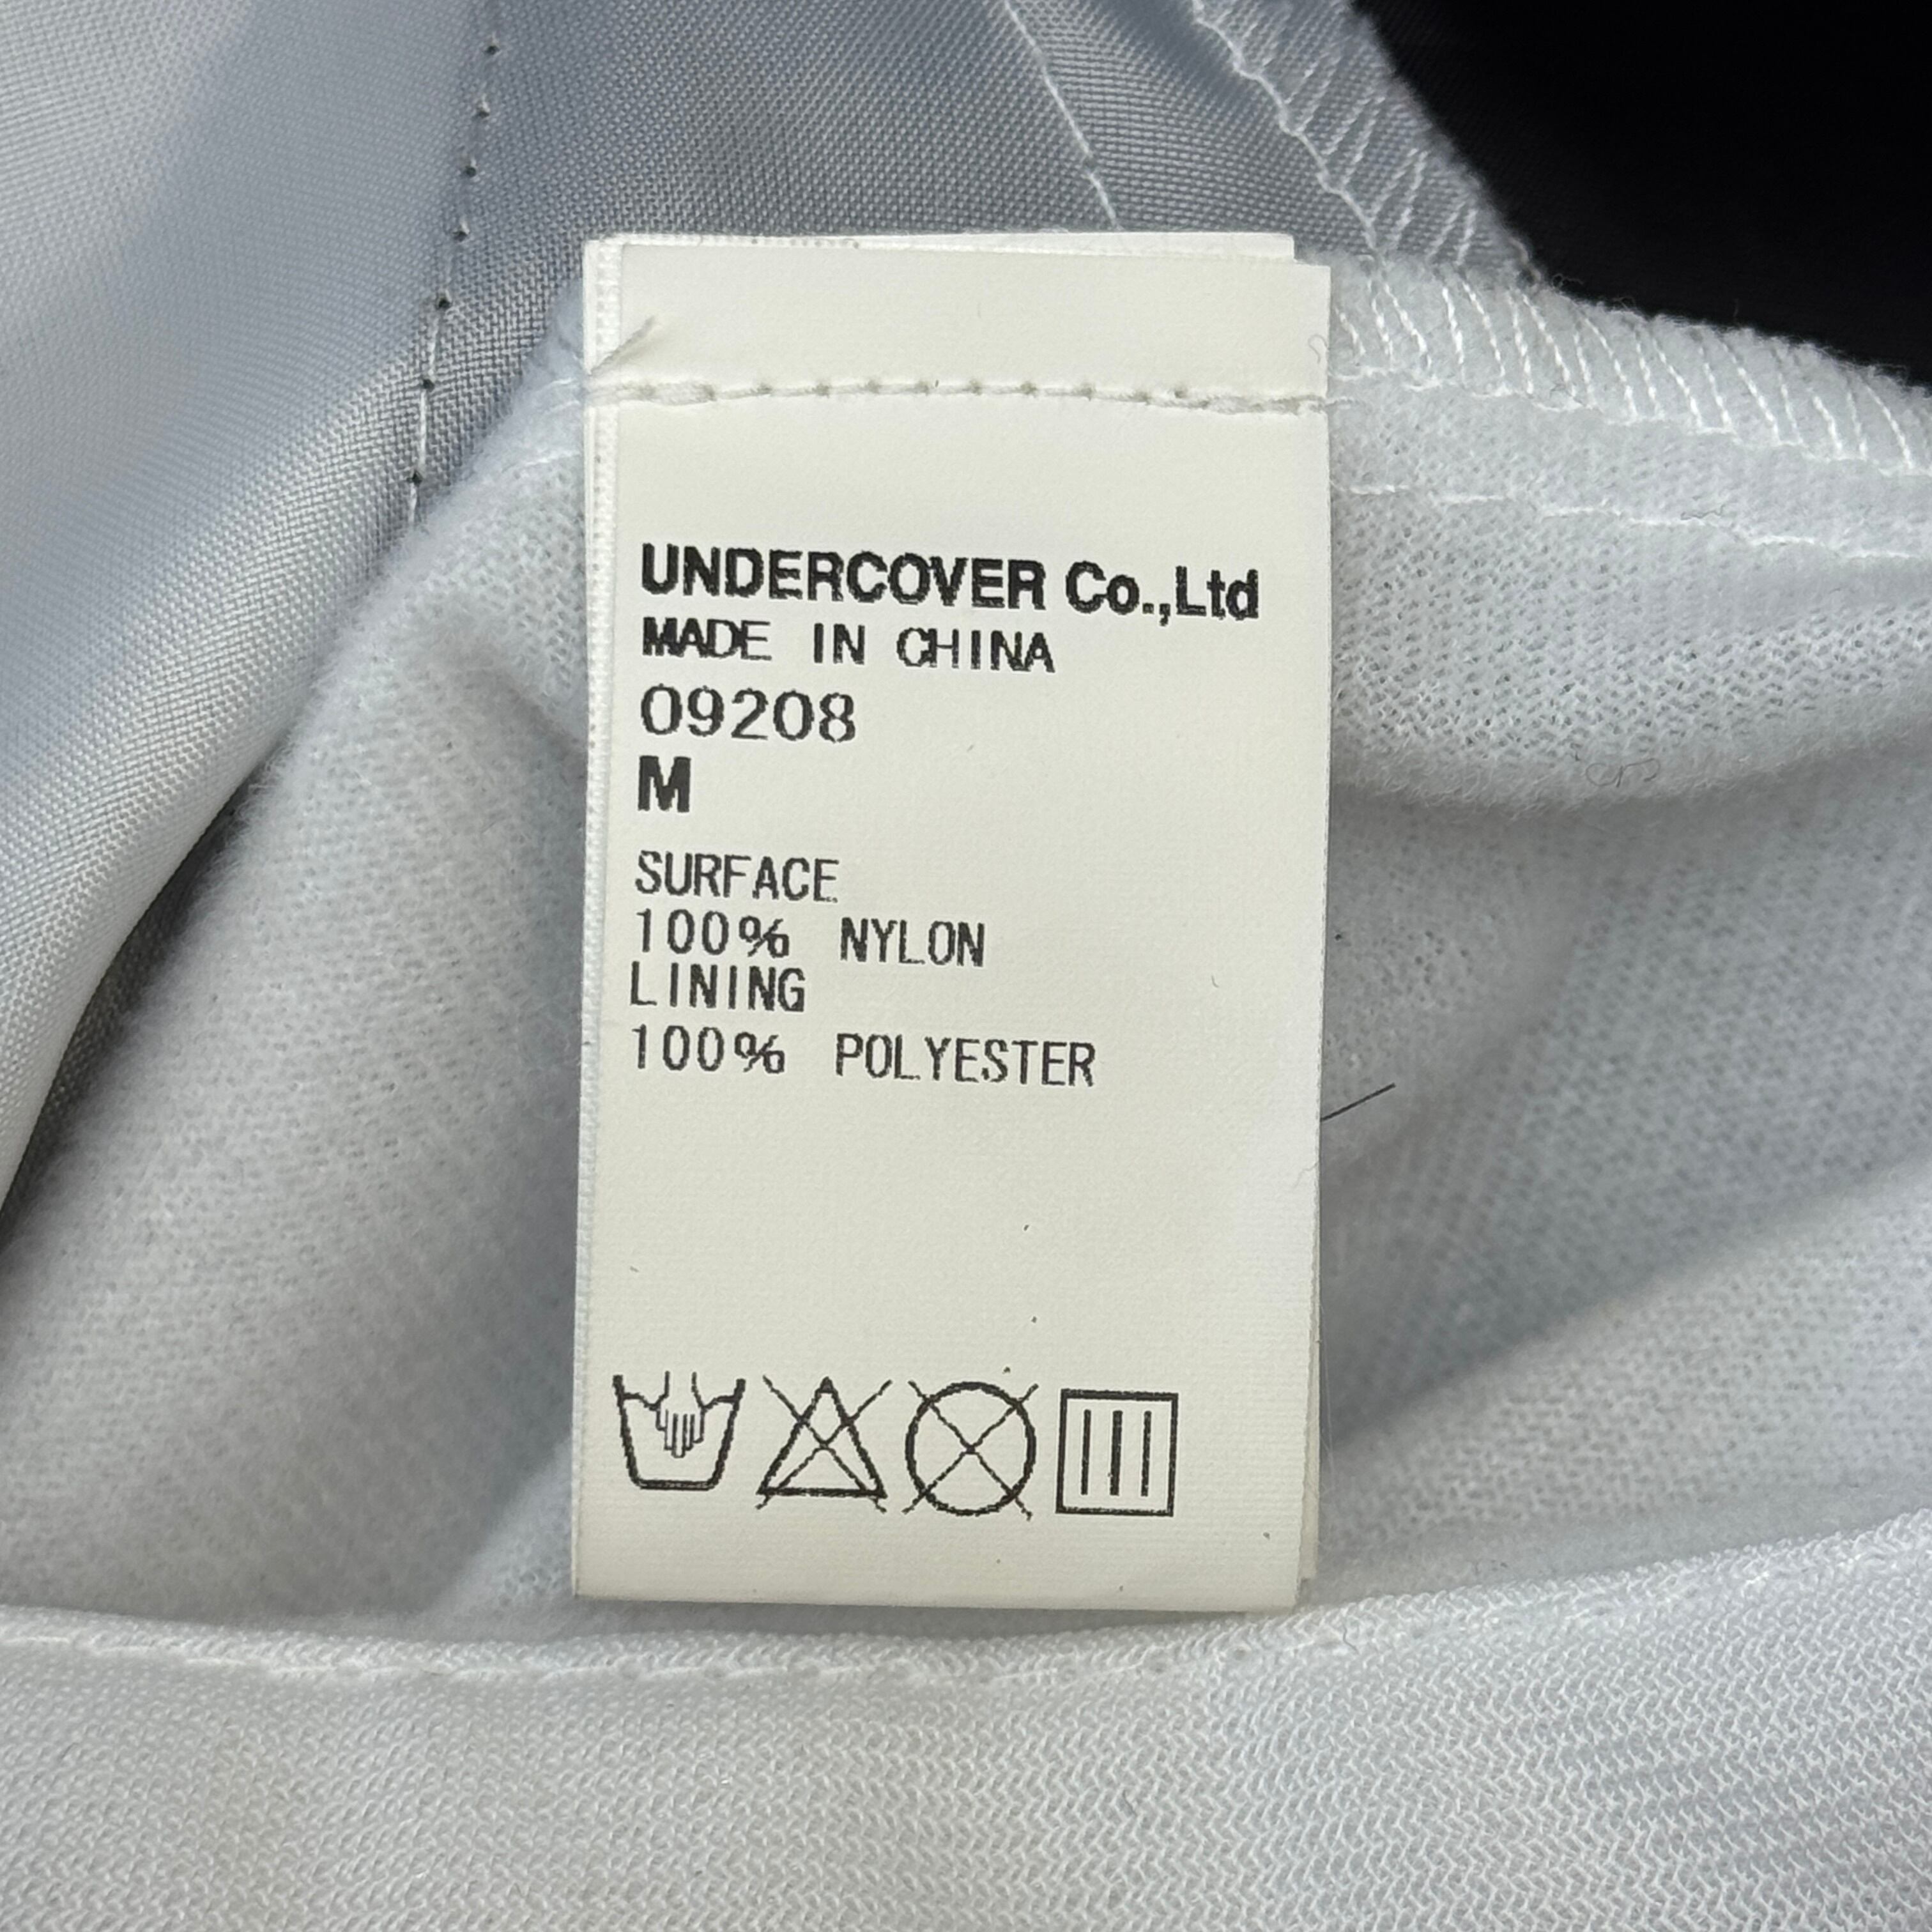 UNDERCOVER Co.,Ltd
MADE IN CHINA
09208
M
SURFACE
100% NYLON
LINING
100% POLYESTER